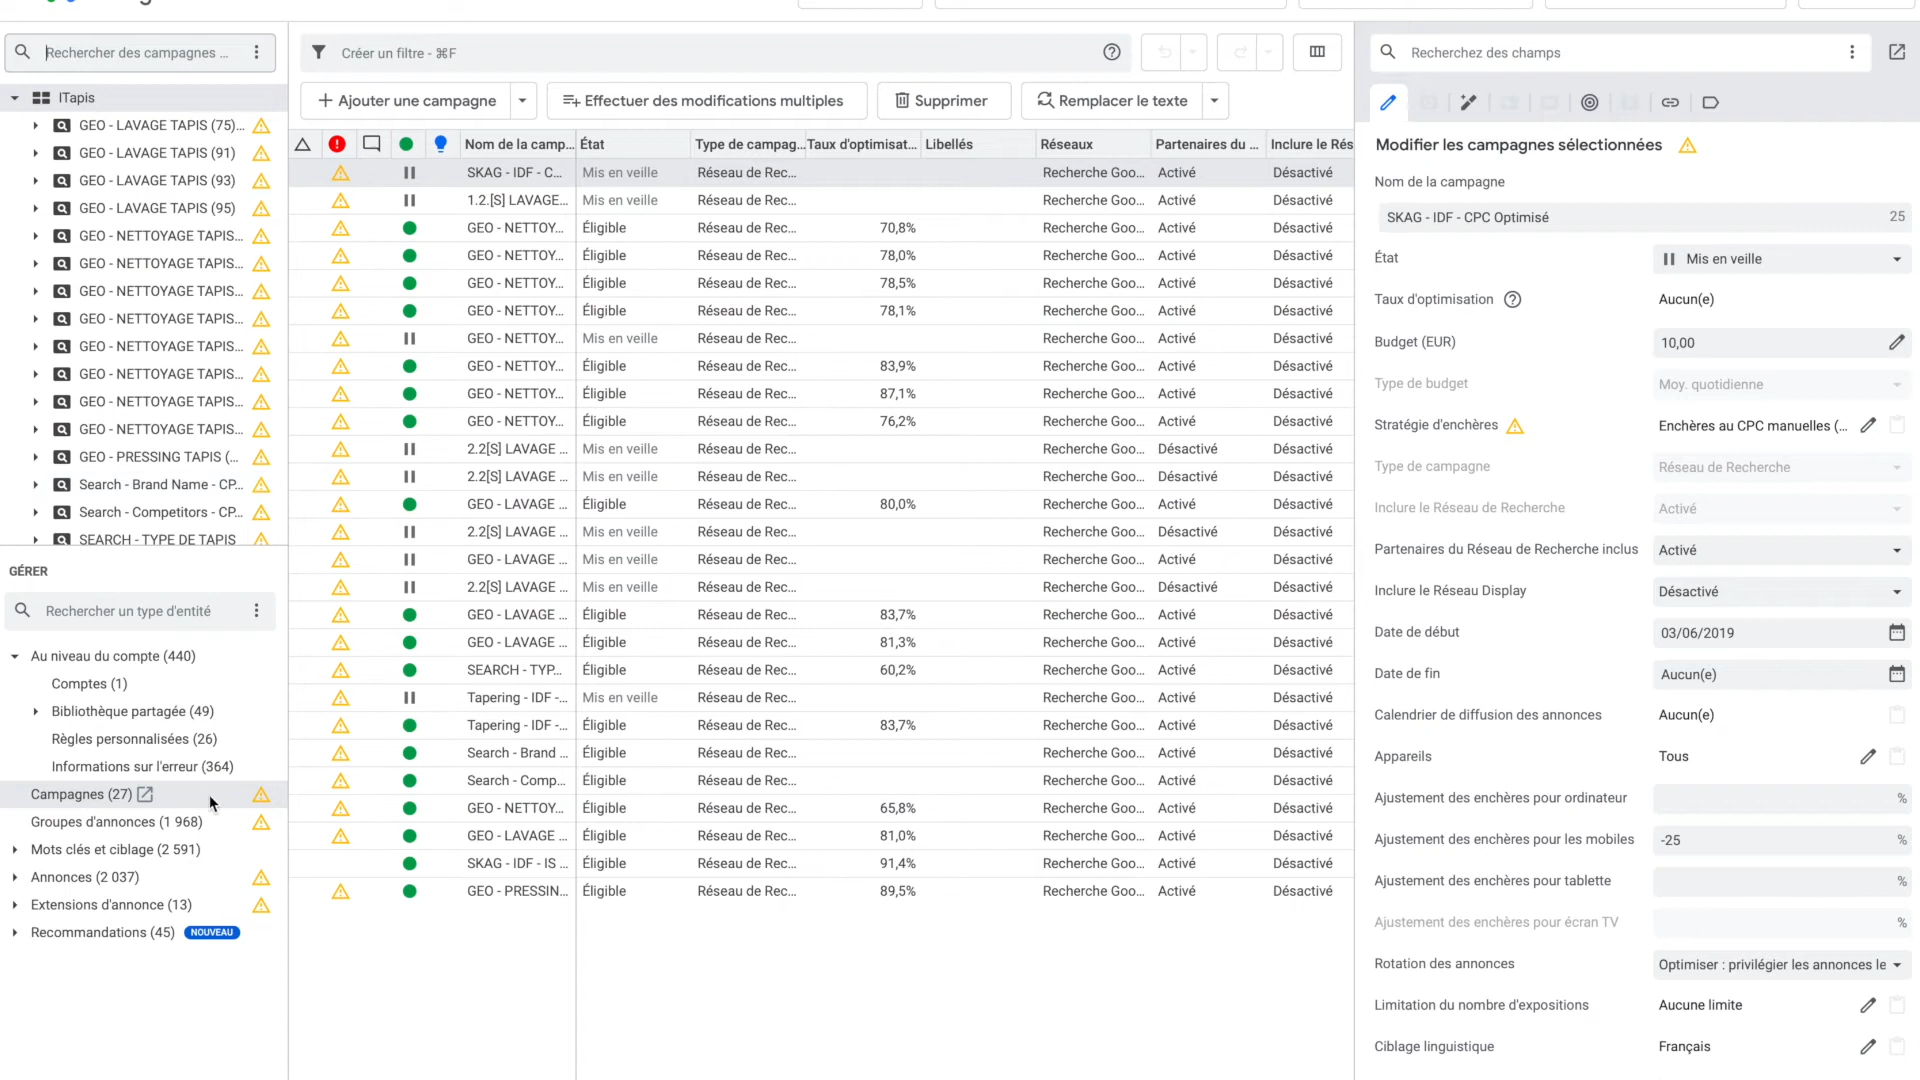 Rechercher des campagnes ...
Créer un filtre - ⌘F
Recherchez des champs
Ajouter une campagne
Effectuer des modifications multiples
Supprimer
Remplacer le texte
ITapis
GEO - LAVAGE TAPIS (75)...
GEO - LAVAGE TAPIS (91)
GEO - LAVAGE TAPIS (93)
GEO - LAVAGE TAPIS (95)
GEO - NETTOYAGE TAPIS...
GEO - NETTOYAGE TAPIS...
GEO - NETTOYAGE TAPIS...
GEO - NETTOYAGE TAPIS...
GEO - NETTOYAGE TAPIS...
GEO - NETTOYAGE TAPIS...
GEO - NETTOYAGE TAPIS...
GEO - NETTOYAGE TAPIS...
GEO - PRESSING TAPIS (...
Search - Brand Name - CP...
Search - Competitors - CP...
SEARCH - TYPE DE TAPIS
GÉRER
Rechercher un type d'entité
Au niveau du compte (440)
Comptes (1)
Bibliothèque partagée (49)
Règles personnalisées (26)
Informations sur l'erreur (364)
Campagnes (27)
Groupes d'annonces (1 968)
Mots clés et ciblage (2 591)
Annonces (2 037)
Extensions d'annonce (13)
Recommandations (45) NOUVEAU
Nom de la camp... État Type de campag... Taux d'optimisat... Libellés Réseaux Partenaires du ... Inclure le Rés
SKAG - IDF - C... Mis en veille Réseau de Rec... Recherche Goo... Activé Désactivé
1.2.[S] LAVAGE... Mis en veille Réseau de Rec... Recherche Goo... Activé Désactivé
GEO - NETTOY... Éligible Réseau de Rec... 70,8% Recherche Goo... Activé Désactivé
GEO - NETTOY... Éligible Réseau de Rec... 78,0% Recherche Goo... Activé Désactivé
GEO - NETTOY... Éligible Réseau de Rec... 78,5% Recherche Goo... Activé Désactivé
GEO - NETTOY... Éligible Réseau de Rec... 78,1% Recherche Goo... Activé Désactivé
GEO - NETTOY... Mis en veille Réseau de Rec... Recherche Goo... Activé Désactivé
GEO - NETTOY... Éligible Réseau de Rec... 83,9% Recherche Goo... Activé Désactivé
GEO - NETTOY... Éligible Réseau de Rec... 87,1% Recherche Goo... Activé Désactivé
GEO - NETTOY... Éligible Réseau de Rec... 76,2% Recherche Goo... Activé Désactivé
2.2[S] LAVAGE ... Mis en veille Réseau de Rec... Recherche Goo... Désactivé Désactivé
2.2[S] LAVAGE ... Mis en veille Réseau de Rec... Recherche Goo... Désactivé Désactivé
GEO - LAVAGE ... Éligible Réseau de Rec... 80,0% Recherche Goo... Activé Désactivé
2.2[S] LAVAGE ... Mis en veille Réseau de Rec... Recherche Goo... Désactivé Désactivé
GEO - LAVAGE ... Mis en veille Réseau de Rec... Recherche Goo... Activé Désactivé
2.2[S] LAVAGE ... Mis en veille Réseau de Rec... Recherche Goo... Désactivé Désactivé
GEO - LAVAGE ... Éligible Réseau de Rec... 83,7% Recherche Goo... Activé Désactivé
GEO - LAVAGE ... Éligible Réseau de Rec... 81,3% Recherche Goo... Activé Désactivé
SEARCH - TYP... Éligible Réseau de Rec... 60,2% Recherche Goo... Activé Désactivé
Tapering - IDF -... Mis en veille Réseau de Rec... Recherche Goo... Activé Désactivé
Tapering - IDF -... Éligible Réseau de Rec... 83,7% Recherche Goo... Activé Désactivé
Search - Brand ... Éligible Réseau de Rec... Recherche Goo... Activé Désactivé
Search - Comp... Éligible Réseau de Rec... Recherche Goo... Activé Désactivé
GEO - NETTOY... Éligible Réseau de Rec... 65,8% Recherche Goo... Activé Désactivé
GEO - LAVAGE ... Éligible Réseau de Rec... 81,0% Recherche Goo... Activé Désactivé
SKAG - IDF - IS ... Éligible Réseau de Rec... 91,4% Recherche Goo... Activé Désactivé
GEO - PRESSIN... Éligible Réseau de Rec... 89,5% Recherche Goo... Activé Désactivé
Modifier les campagnes sélectionnées
Nom de la campagne
SKAG - IDF - CPC Optimisé 25
État Mis en veille
Taux d'optimisation Aucun(e)
Budget (EUR) 10,00
Type de budget Moy. quotidienne
Stratégie d'enchères Enchères au CPC manuelles (...
Type de campagne Réseau de Recherche
Inclure le Réseau de Recherche Activé
Partenaires du Réseau de Recherche inclus Activé
Inclure le Réseau Display Désactivé
Date de début 03/06/2019
Date de fin Aucun(e)
Calendrier de diffusion des annonces Aucun(e)
Appareils Tous
Ajustement des enchères pour ordinateur %
Ajustement des enchères pour les mobiles -25 %
Ajustement des enchères pour tablette %
Ajustement des enchères pour écran TV %
Rotation des annonces Optimiser : privilégier les annonces le
Limitation du nombre d'expositions Aucune limite
Ciblage linguistique Français